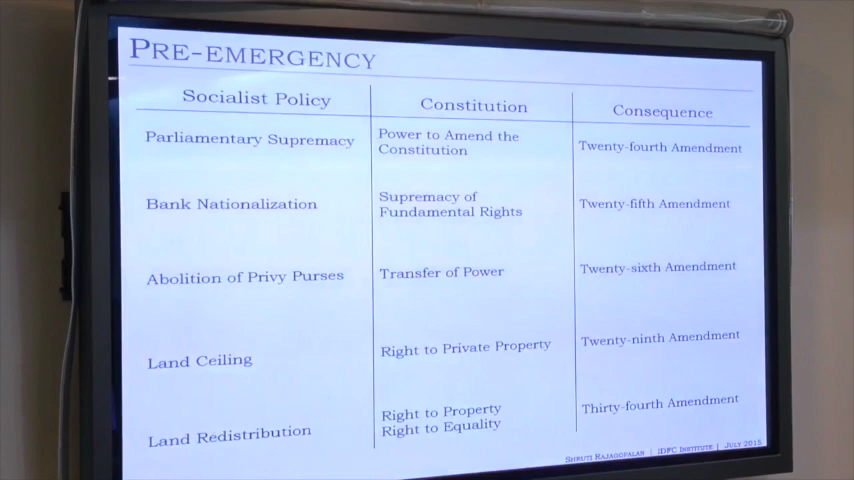 PRE-EMERGENCY
Socialist Policy
Constitution
Consequence
Parliamentary Supremacy
Power to Amend the
Constitution
Twenty-fourth Amendment
Bank Nationalization
Supremacy of
Fundamental Rights
Twenty-fifth Amendment
Abolition of Privy Purses
Transfer of Power
Twenty-sixth Amendment
Land Ceiling
Right to Private Property
Twenty-ninth Amendment
Land Redistribution
Right to Property
Right to Equality
Thirty-fourth Amendment
SHRUTI RAJAGOPALAN | IDFC INSTITUTE | JULY 2015